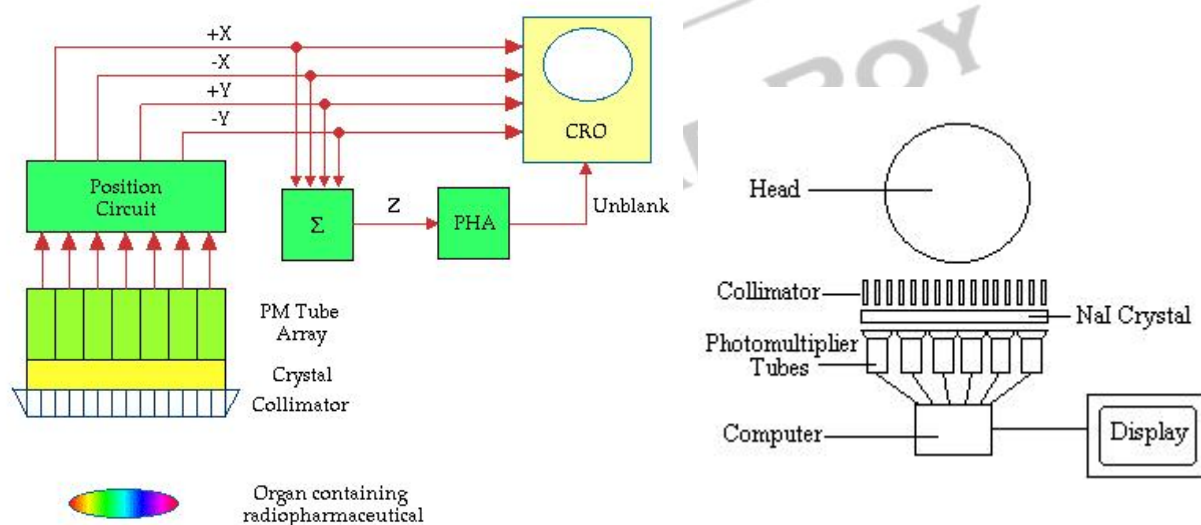 +X
-X
+Y
-Y
CRO
Position
Circuit
Σ
Z
PHA
Unblank
PM Tube
Array
Crystal
Collimator
Organ containing
radiopharmaceutical
Head
Collimator
NaI Crystal
Photomultiplier
Tubes
Computer
Display